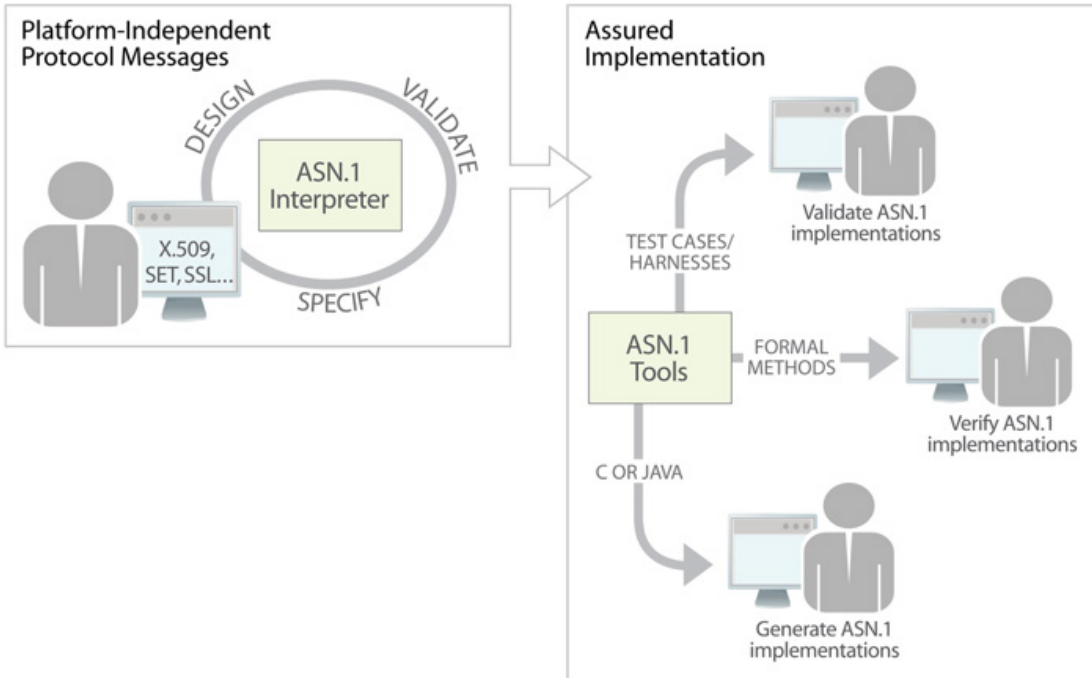 Platform-Independent
Protocol Messages
DESIGN
VALIDATE
ASN.1
Interpreter
X.509,
SET, SSL...
SPECIFY
Assured
Implementation
Validate ASN.1
implementations
TEST CASES/
HARNESSES
ASN.1
Tools
FORMAL
METHODS
Verify ASN.1
implementations
C OR JAVA
Generate ASN.1
implementations